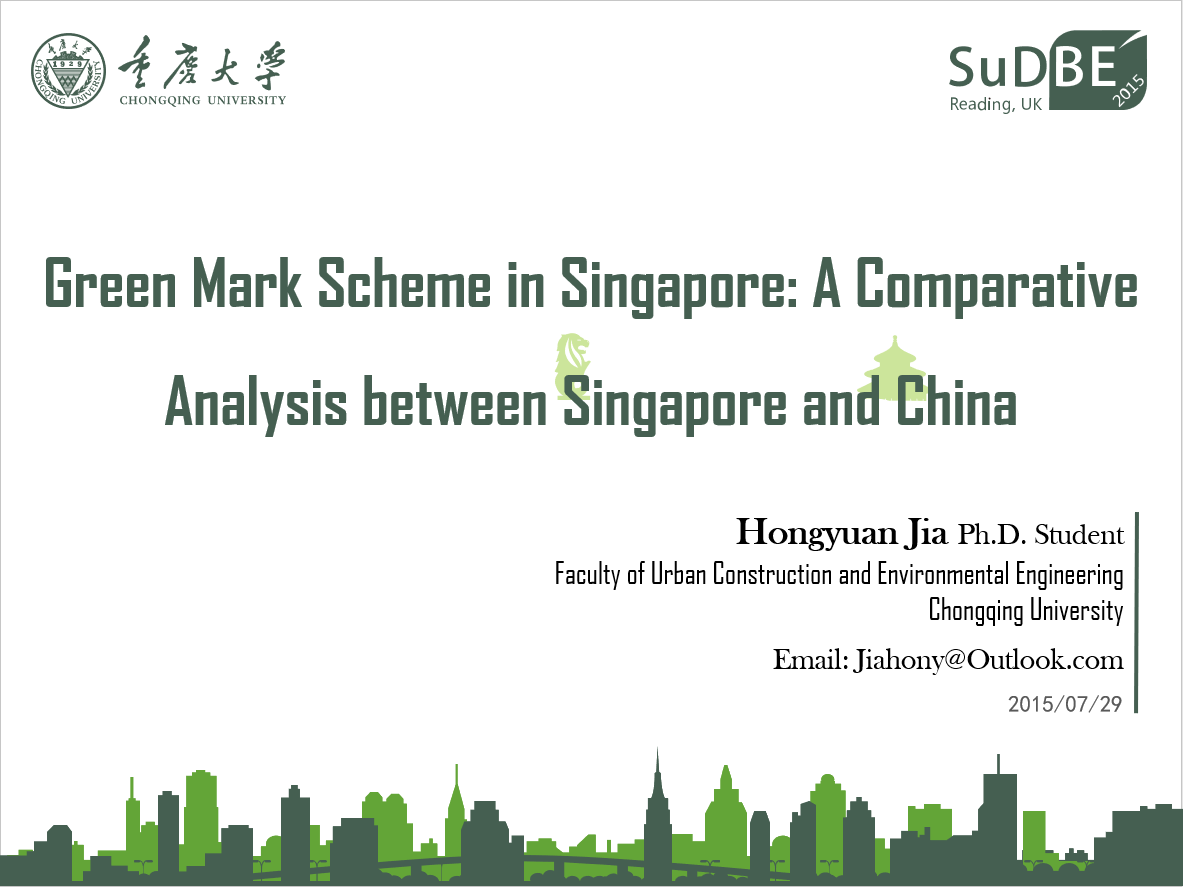 重庆大学
CHONGQING UNIVERSITY
1929
CHONGQING UNIVERSITY
SuDBE
Reading, UK
2015
Green Mark Scheme in Singapore: A Comparative
Analysis between Singapore and China
Hongyuan Jia Ph.D. Student
Faculty of Urban Construction and Environmental Engineering
Chongqing University
Email: Jiahony@Outlook.com
2015/07/29